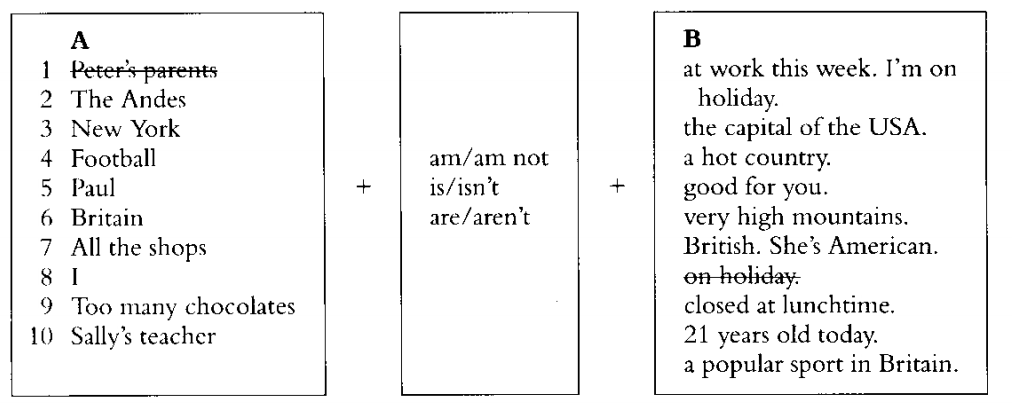 A
1 Peter's parents
2 The Andes
3 New York
4 Football
5 Paul
6 Britain
7 All the shops
8 I
9 Too many chocolates
10 Sally's teacher
+
am/am not
is/isn't
are/aren't
+
B
at work this week. I'm on
holiday.
the capital of the USA.
a hot country.
good for you.
very high mountains.
British. She's American.
on holiday.
closed at lunchtime.
21 years old today.
a popular sport in Britain.